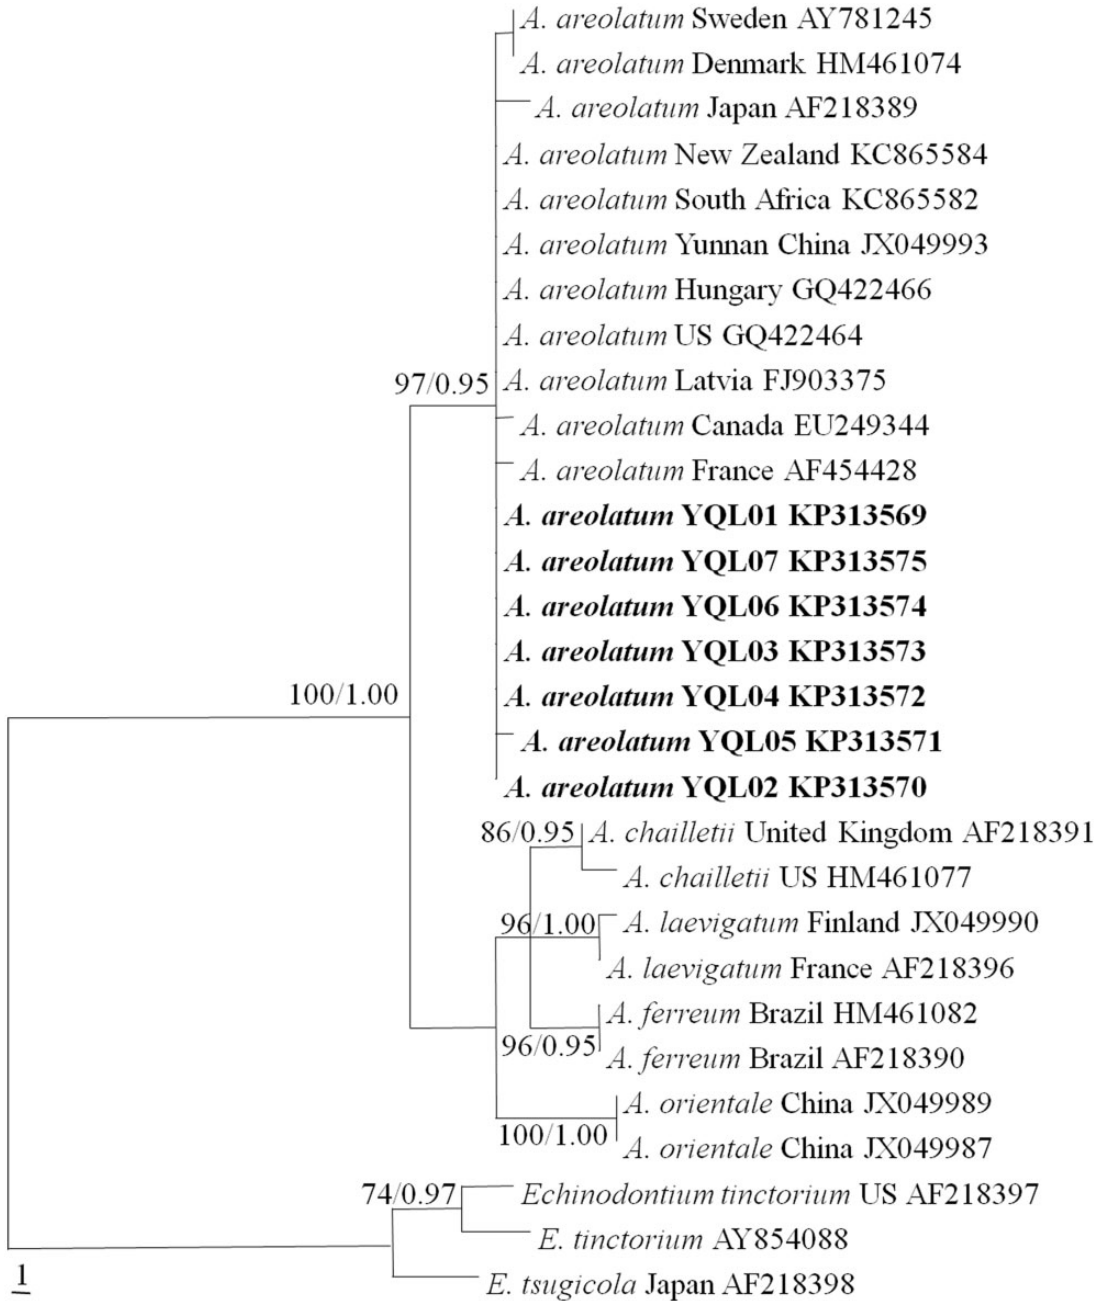 A. areolatum Sweden AY781245
A. areolatum Denmark HM461074
A. areolatum Japan AF218389
A. areolatum New Zealand KC865584
A. areolatum South Africa KC865582
A. areolatum Yunnan China JX049993
A. areolatum Hungary GQ422466
A. areolatum US GQ422464
97/0.95 A. areolatum Latvia FJ903375
A. areolatum Canada EU249344
A. areolatum France AF454428
A. areolatum YQL01 KP313569
A. areolatum YQL07 KP313575
A. areolatum YQL06 KP313574
A. areolatum YQL03 KP313573
100/1.00 A. areolatum YQL04 KP313572
A. areolatum YQL05 KP313571
A. areolatum YQL02 KP313570
86/0.95 A. chailletii United Kingdom AF218391
A. chailletii US HM461077
96/1.00 A. laevigatum Finland JX049990
A. laevigatum France AF218396
A. ferreum Brazil HM461082
96/0.95 A. ferreum Brazil AF218390
A. orientale China JX049989
100/1.00 A. orientale China JX049987
74/0.97 Echinodontium tinctorium US AF218397
E. tinctorium AY854088
1 E. tsugicola Japan AF218398